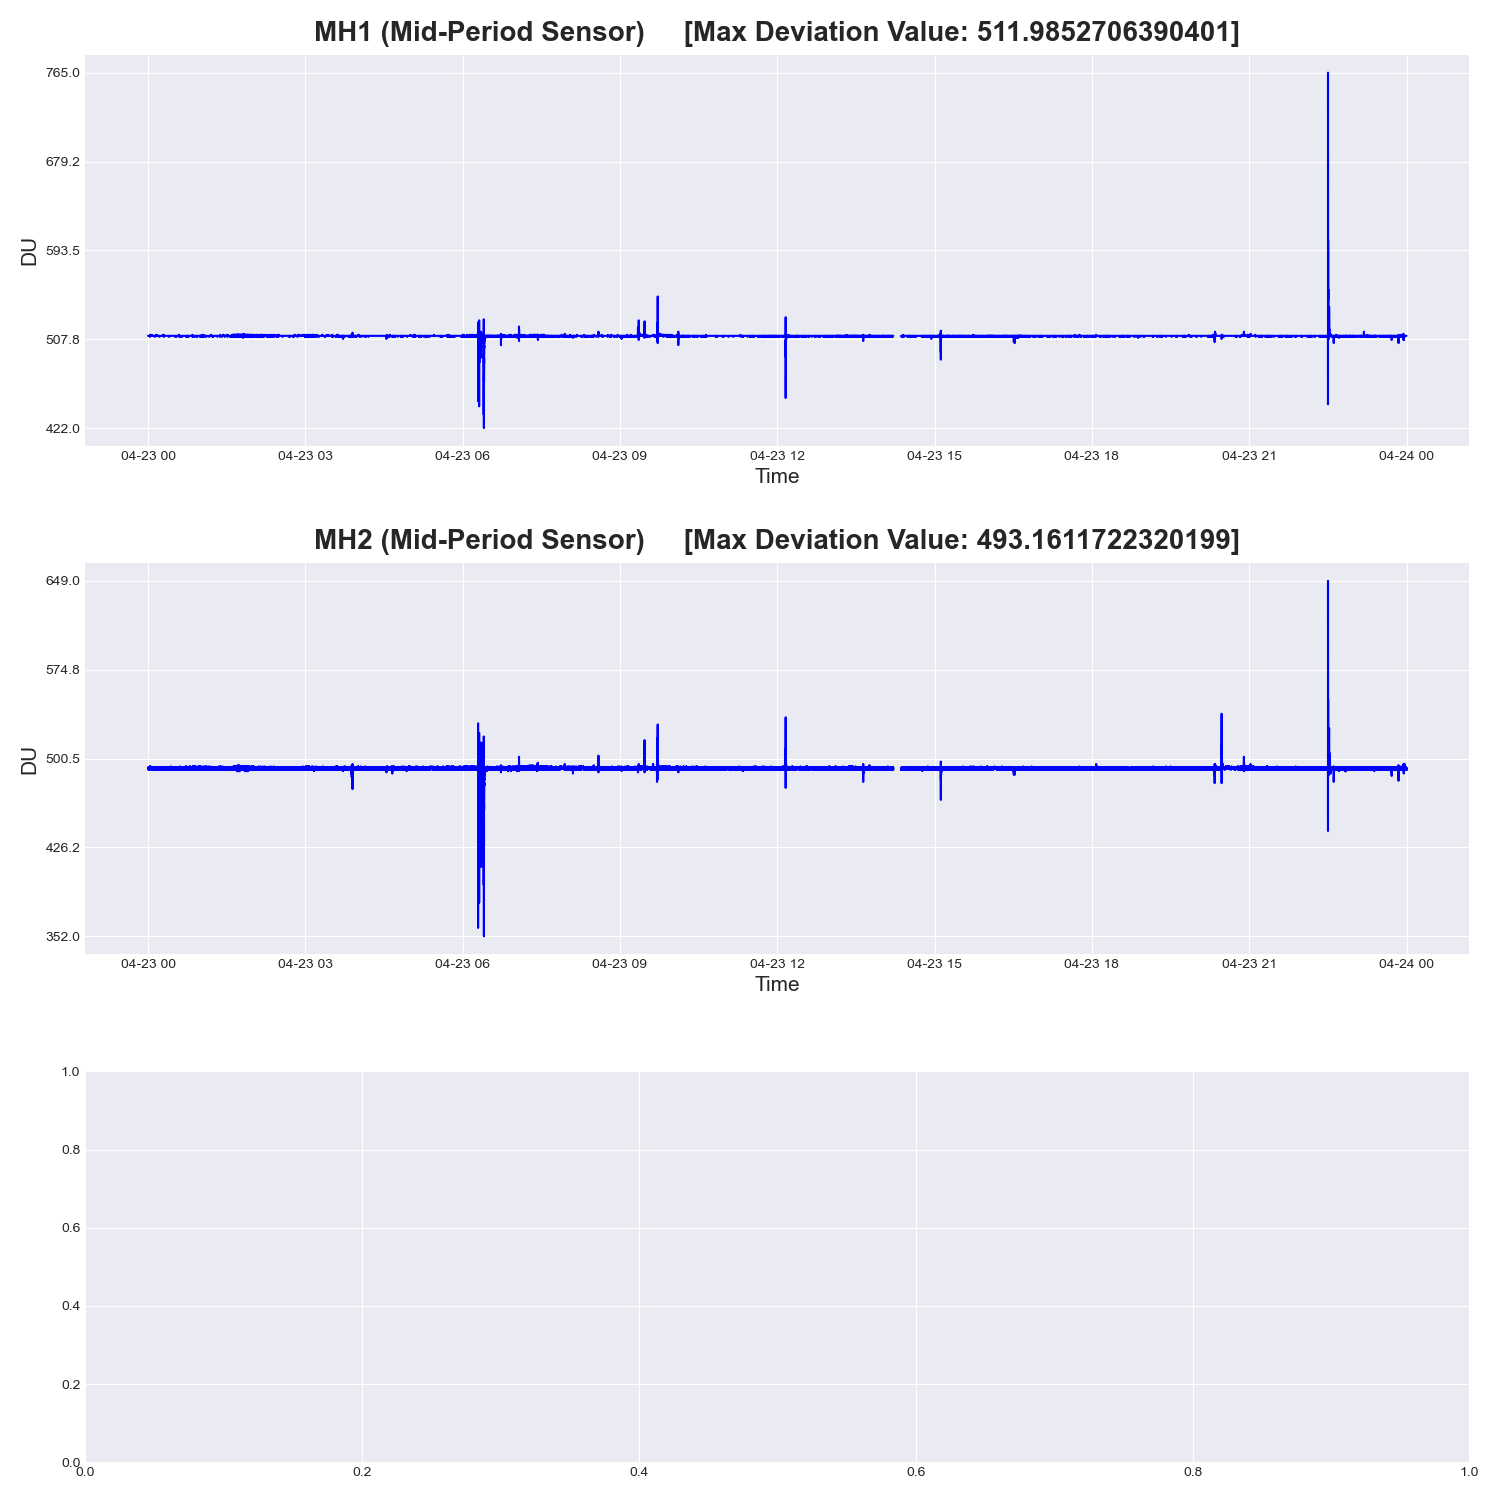 MH1 (Mid-Period Sensor) [Max Deviation Value: 511.9852706390401]
765.0
679.2
593.5
507.8
422.0
DU
04-23 00 04-23 03 04-23 06 04-23 09 04-23 12 04-23 15 04-23 18 04-23 21 04-24 00
Time
MH2 (Mid-Period Sensor) [Max Deviation Value: 493.1611722320199]
649.0
574.8
500.5
426.2
352.0
DU
04-23 00 04-23 03 04-23 06 04-23 09 04-23 12 04-23 15 04-23 18 04-23 21 04-24 00
Time
1.0
0.8
0.6
0.4
0.2
0.0
0.0 0.2 0.4 0.6 0.8 1.0